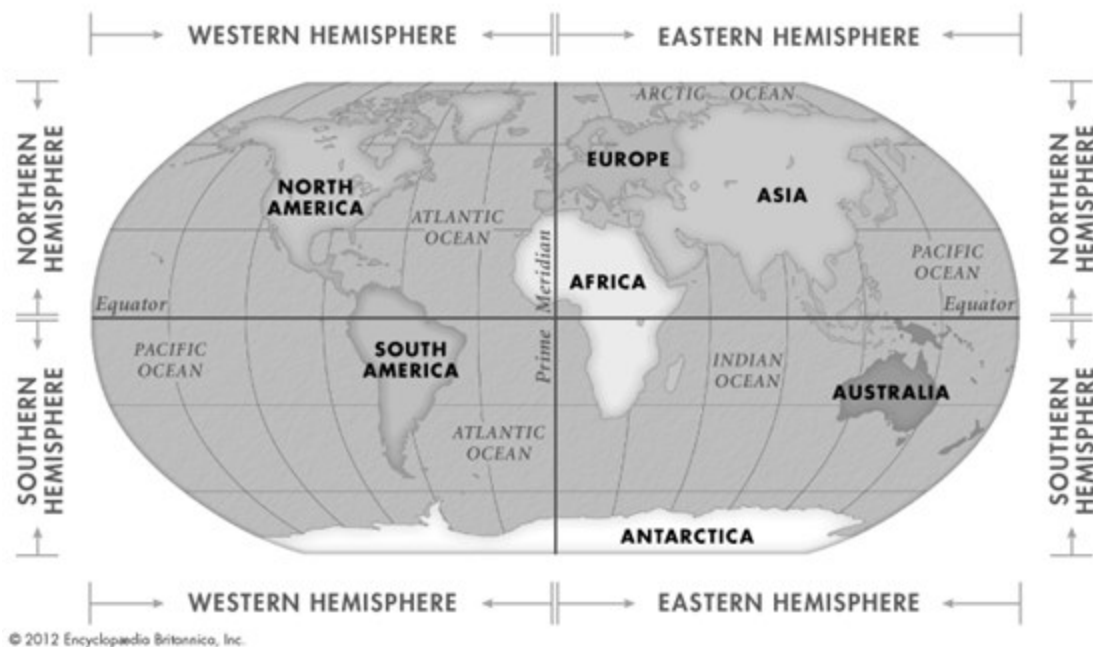 WESTERN HEMISPHERE
EASTERN HEMISPHERE
NORTHERN
HEMISPHERE
NORTHERN
HEMISPHERE
ARCTIC OCEAN
EUROPE
ASIA
NORTH
AMERICA
ATLANTIC
OCEAN
PACIFIC
OCEAN
AFRICA
Equator
Prime Meridian
Equator
SOUTHERN
HEMISPHERE
SOUTHERN
HEMISPHERE
PACIFIC
OCEAN
SOUTH
AMERICA
INDIAN
OCEAN
AUSTRALIA
ATLANTIC
OCEAN
ANTARCTICA
WESTERN HEMISPHERE
EASTERN HEMISPHERE
© 2012 Encyclopædia Britannica, Inc.